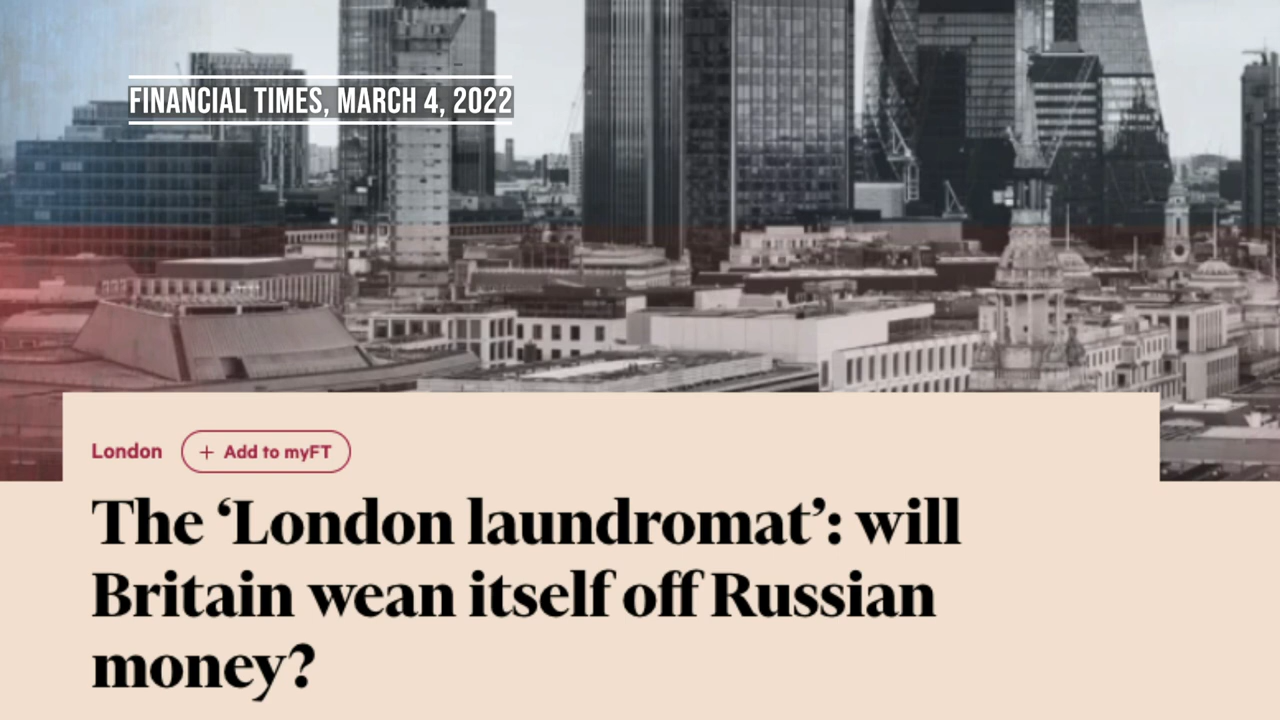 FINANCIAL TIMES, MARCH 4, 2022
London
+ Add to myFT
The ‘London laundromat’: will
Britain wean itself off Russian
money?